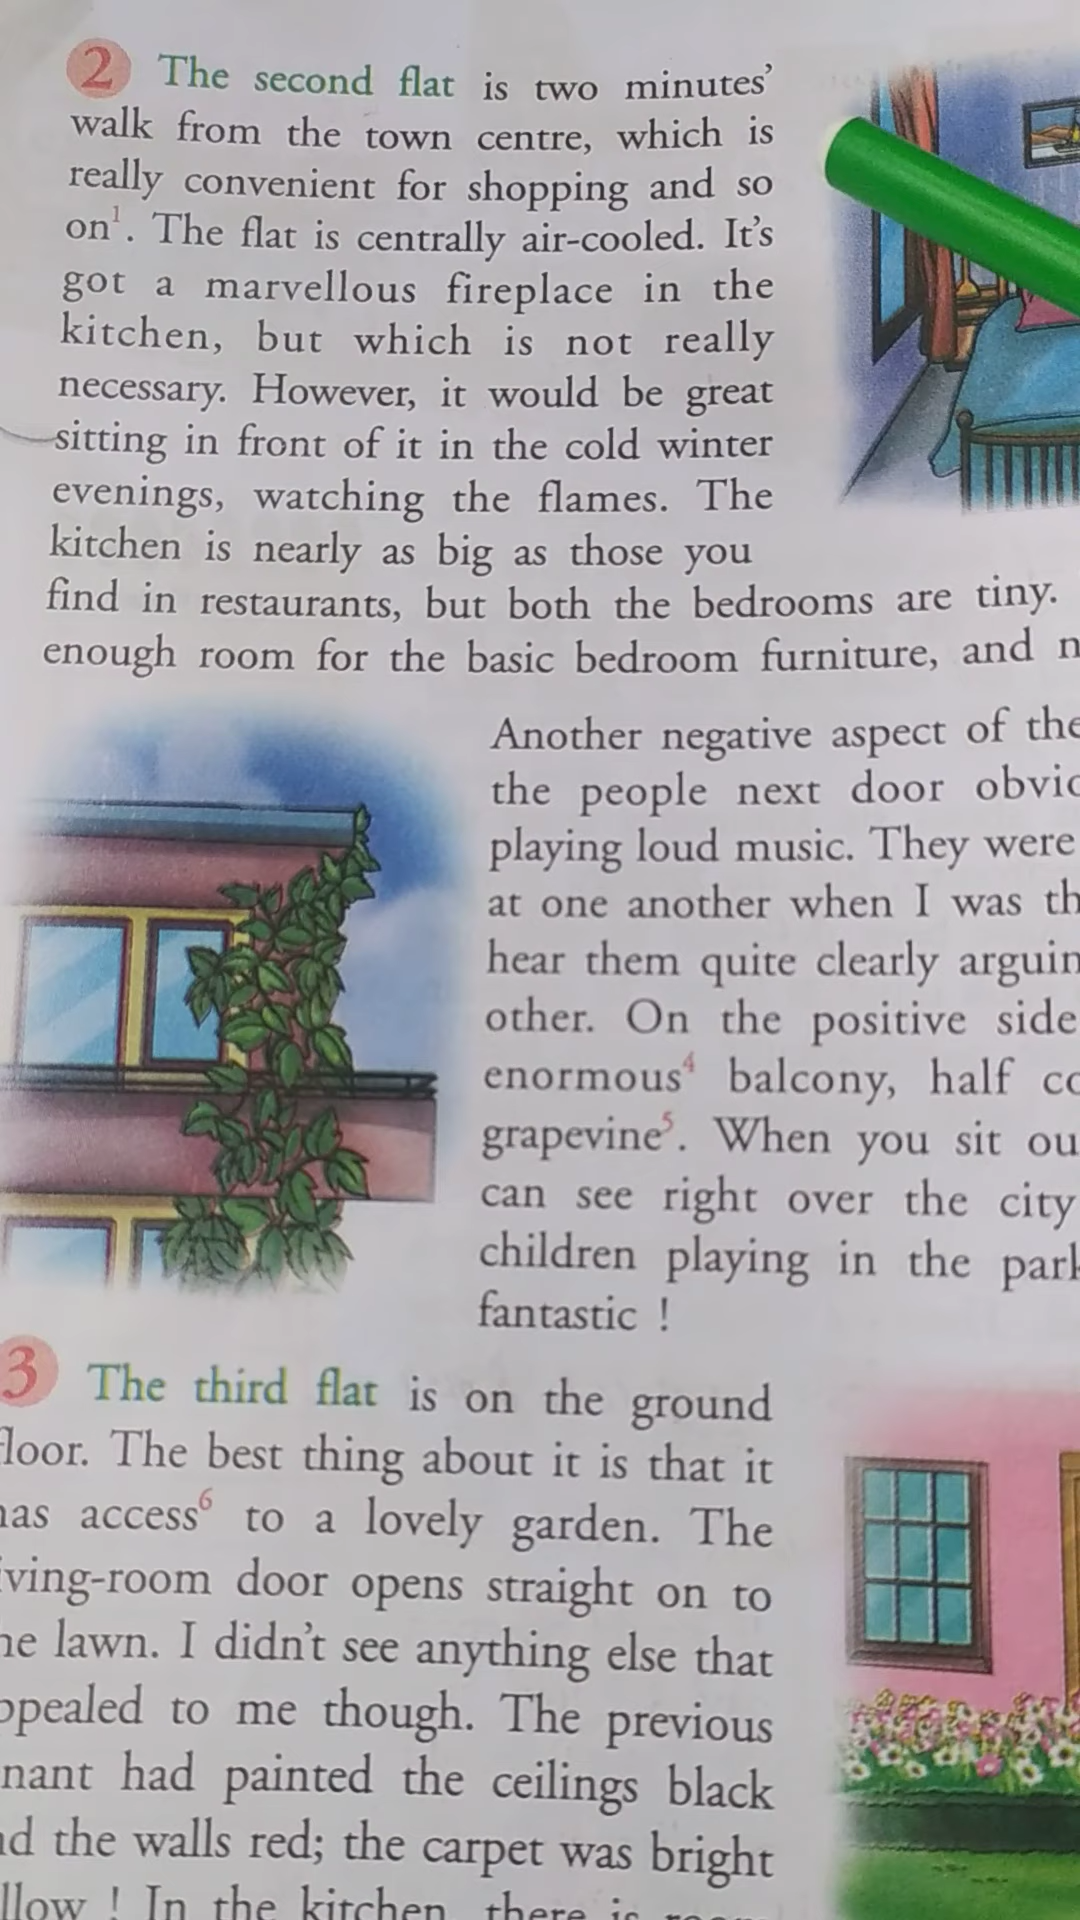 2 The second flat is two minutes'
walk from the town centre, which is
really convenient for shopping and so
on¹. The flat is centrally air-cooled. It's
got a marvellous fireplace in the
kitchen, but which is not really
necessary. However, it would be great
sitting in front of it in the cold winter
evenings, watching the flames. The
kitchen is nearly as big as those you
find in restaurants, but both the bedrooms are tiny.
enough room for the basic bedroom furniture, and
Another negative aspect of the
the people next door
playing loud music. They were
at one another when I was
hear them quite clearly
other. On the positive side
enormous⁴ balcony, half
grapevine⁵. When you sit
can see right over the city
children playing in the
fantastic !
3 The third flat is on the ground
floor. The best thing about it is that it
has access⁶ to a lovely garden. The
living-room door opens straight on to
the lawn. I didn't see anything else that
appealed to me though. The previous
tenant had painted the ceilings black
and the walls red; the carpet was bright
yellow ! In the kitchen, there is room